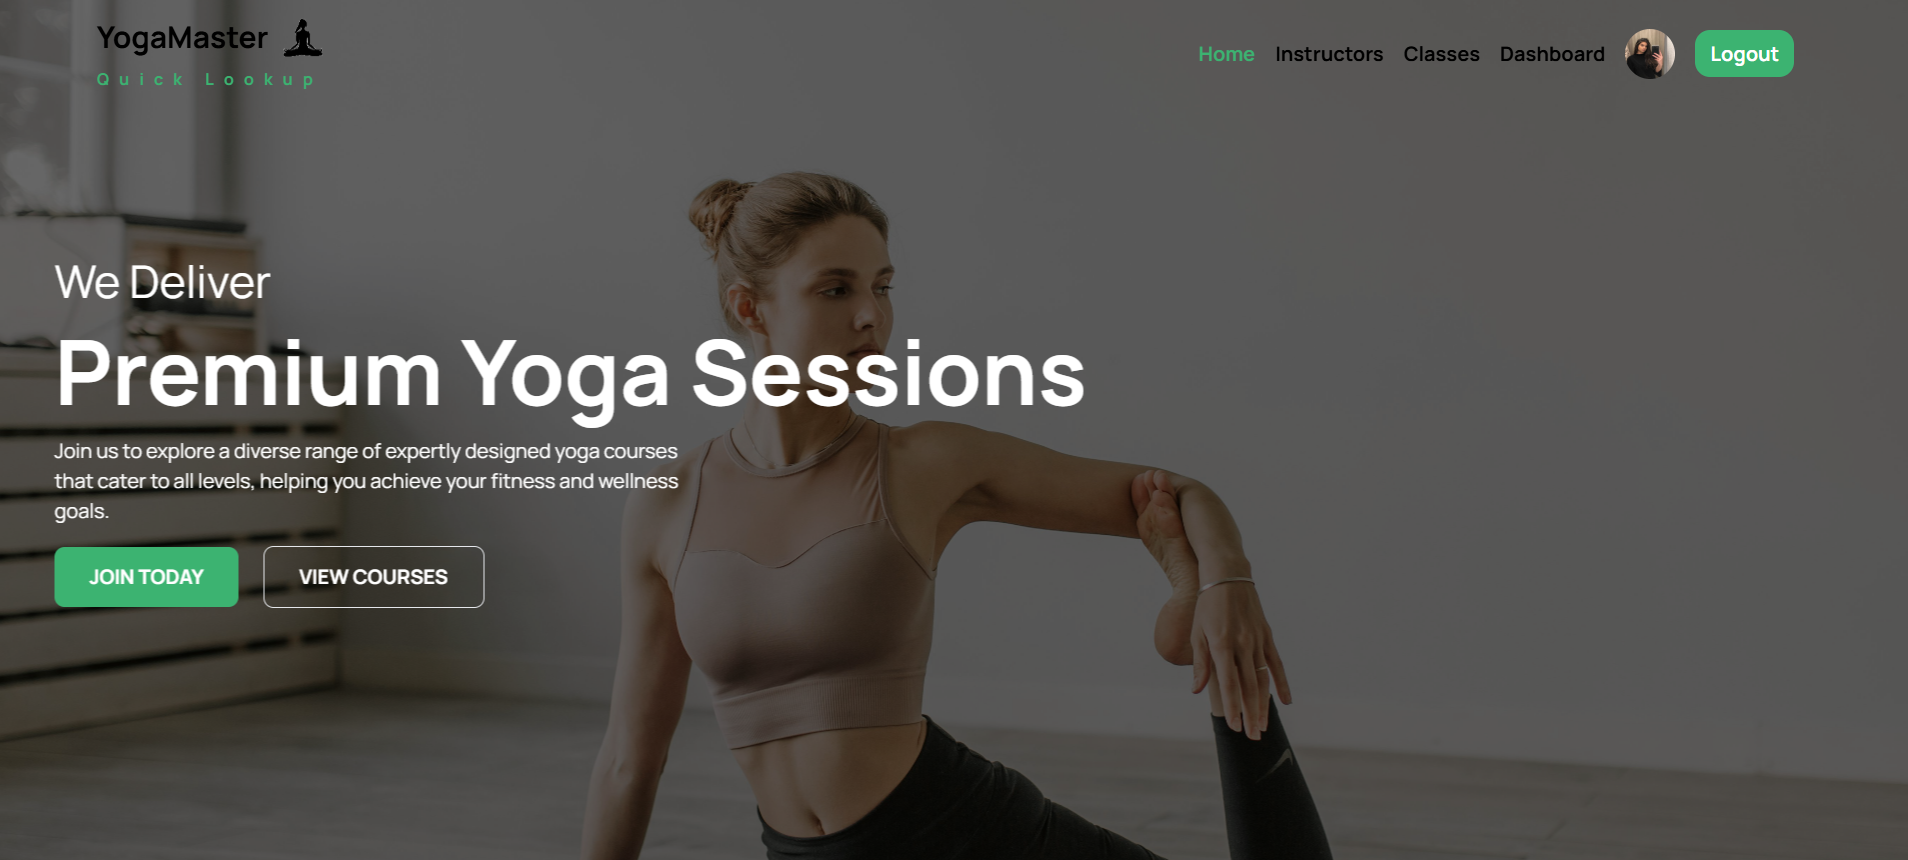 YogaMaster
Quick Lookup
Home Instructors Classes Dashboard Logout
We Deliver
Premium Yoga Sessions
Join us to explore a diverse range of expertly designed yoga courses
that cater to all levels, helping you achieve your fitness and wellness
goals.
JOIN TODAY VIEW COURSES